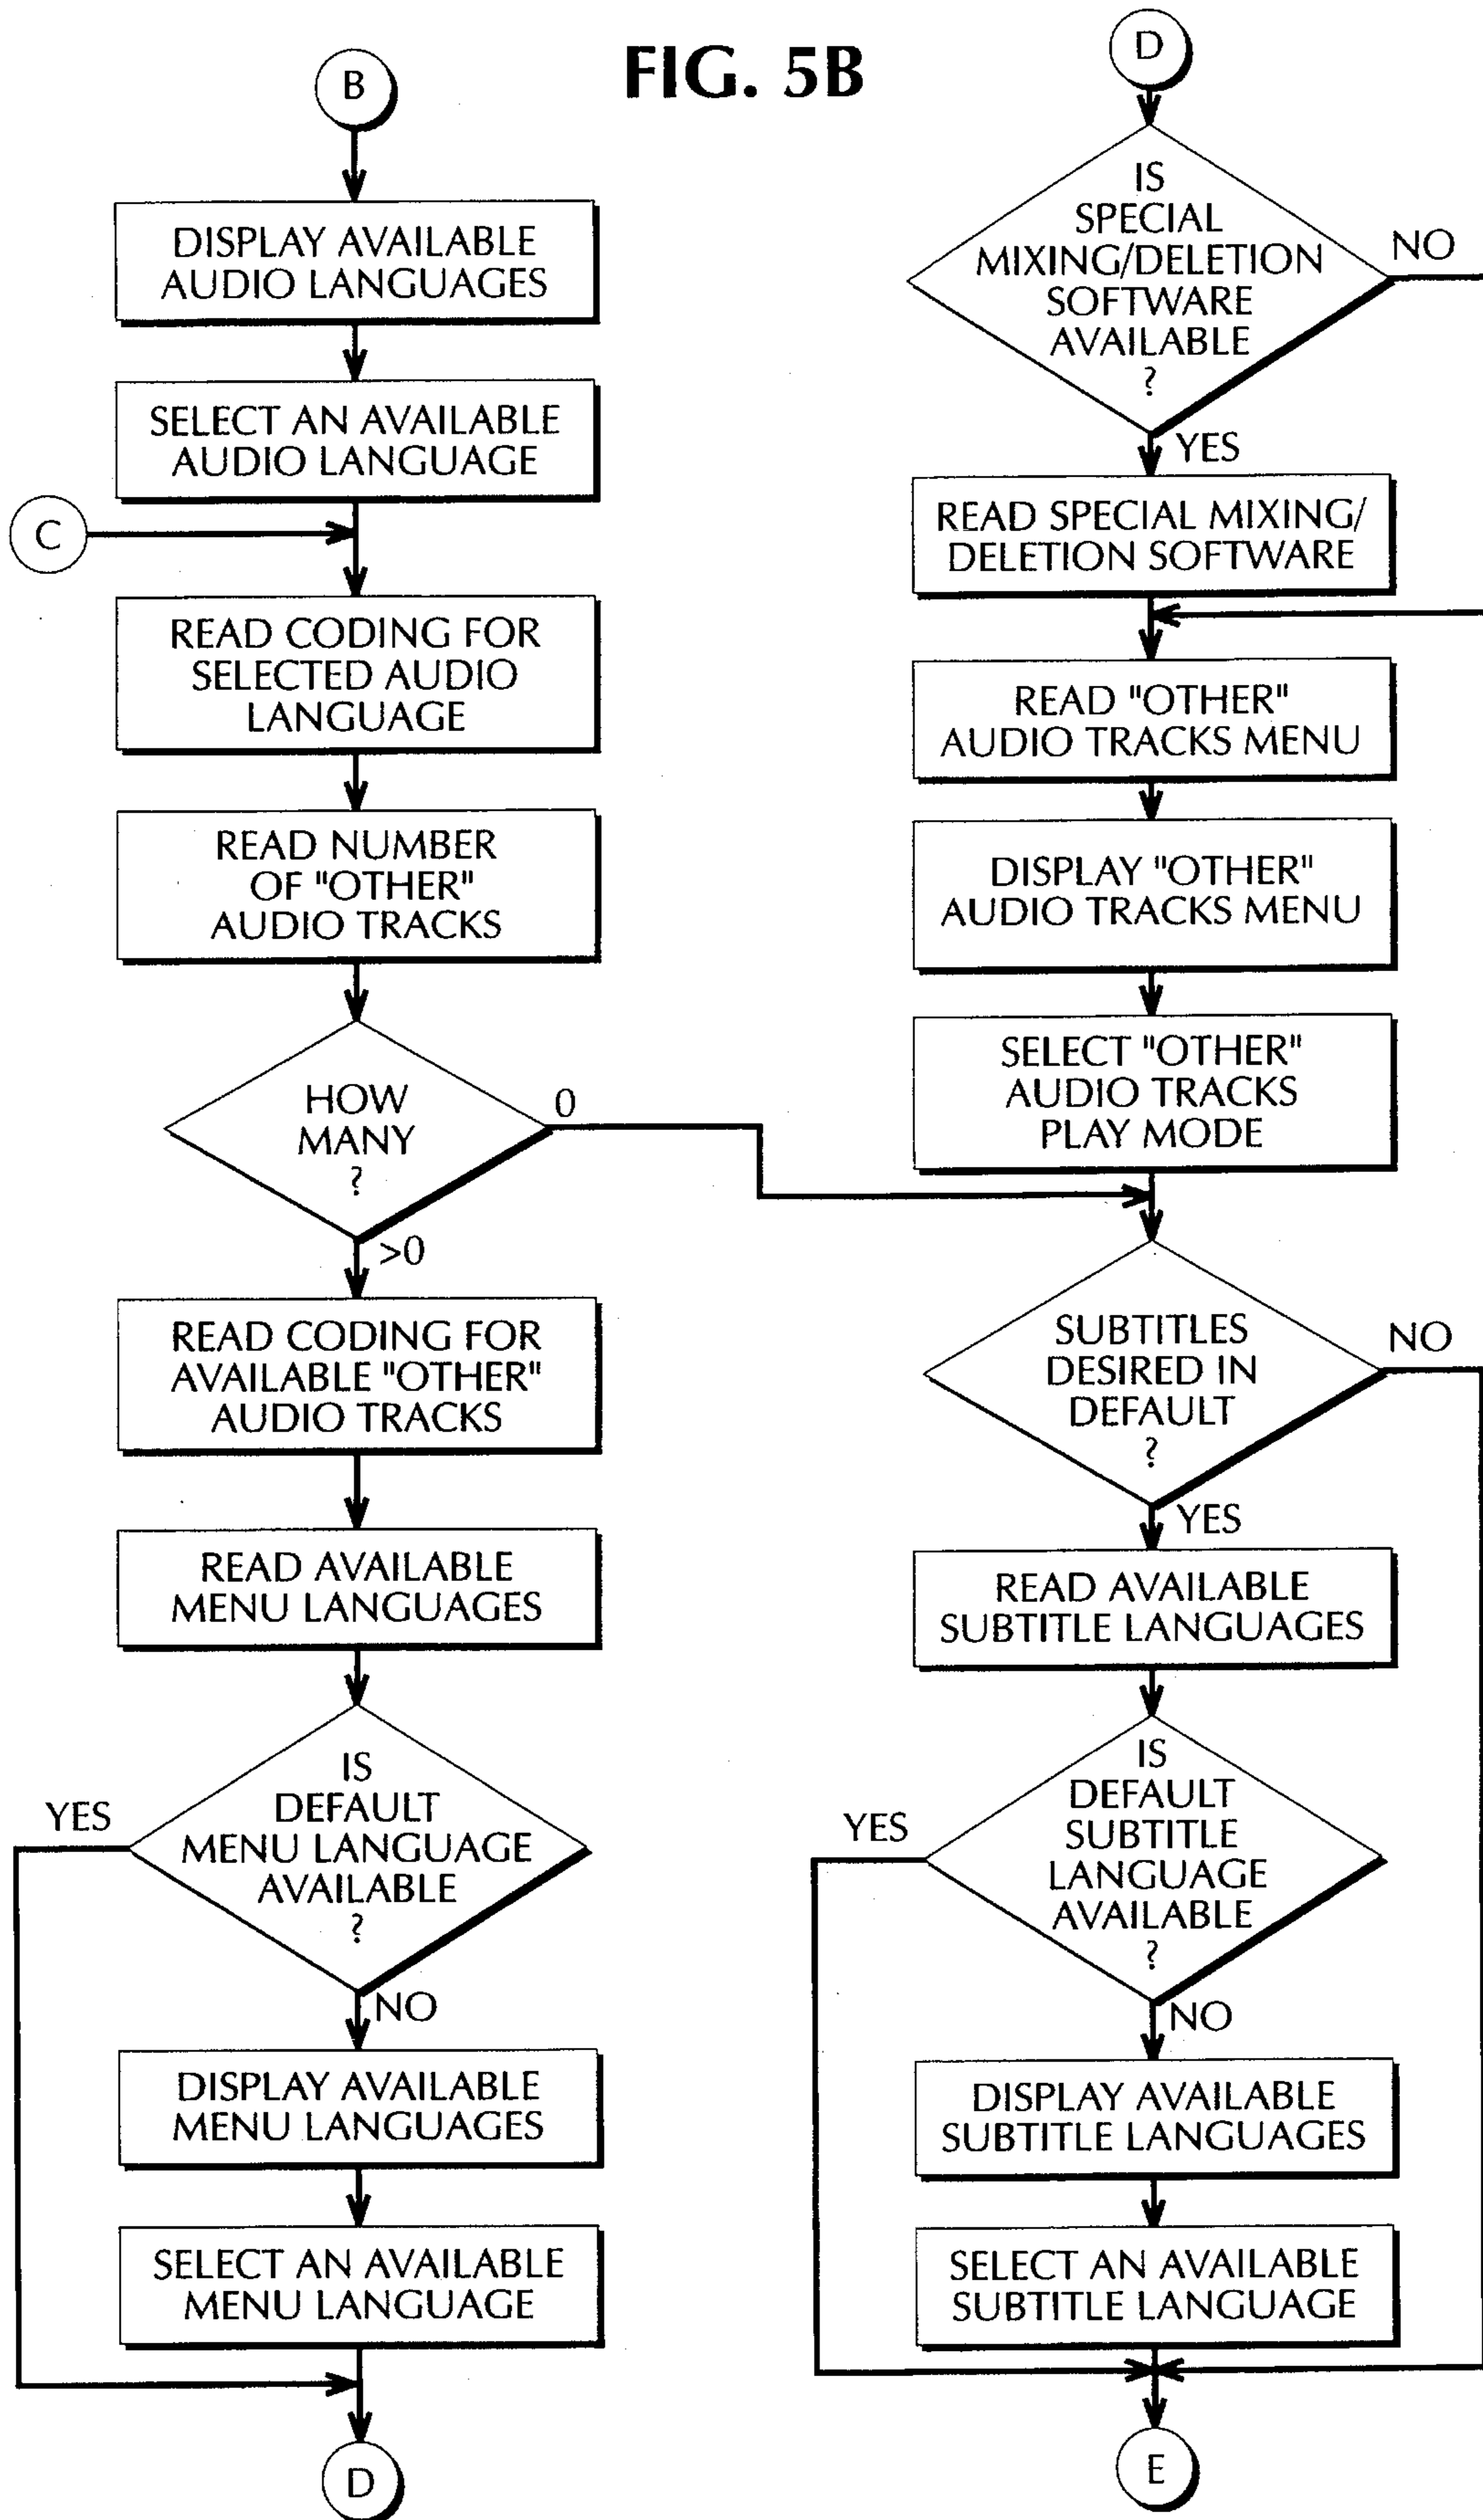 FIG. 5B
B
DISPLAY AVAILABLE
AUDIO LANGUAGES
SELECT AN AVAILABLE
AUDIO LANGUAGE
C
READ CODING FOR
SELECTED AUDIO
LANGUAGE
READ NUMBER
OF "OTHER"
AUDIO TRACKS
HOW
MANY
?
0
>0
READ CODING FOR
AVAILABLE "OTHER"
AUDIO TRACKS
READ AVAILABLE
MENU LANGUAGES
IS
DEFAULT
MENU LANGUAGE
AVAILABLE
?
YES
NO
DISPLAY AVAILABLE
MENU LANGUAGES
SELECT AN AVAILABLE
MENU LANGUAGE
D
D
IS
SPECIAL
MIXING/DELETION
SOFTWARE
AVAILABLE
?
NO
YES
READ SPECIAL MIXING/
DELETION SOFTWARE
READ "OTHER"
AUDIO TRACKS MENU
DISPLAY "OTHER"
AUDIO TRACKS MENU
SELECT "OTHER"
AUDIO TRACKS
PLAY MODE
SUBTITLES
DESIRED IN
DEFAULT
?
NO
YES
READ AVAILABLE
SUBTITLE LANGUAGES
IS
DEFAULT
SUBTITLE
LANGUAGE
AVAILABLE
?
YES
NO
DISPLAY AVAILABLE
SUBTITLE LANGUAGES
SELECT AN AVAILABLE
SUBTITLE LANGUAGE
E